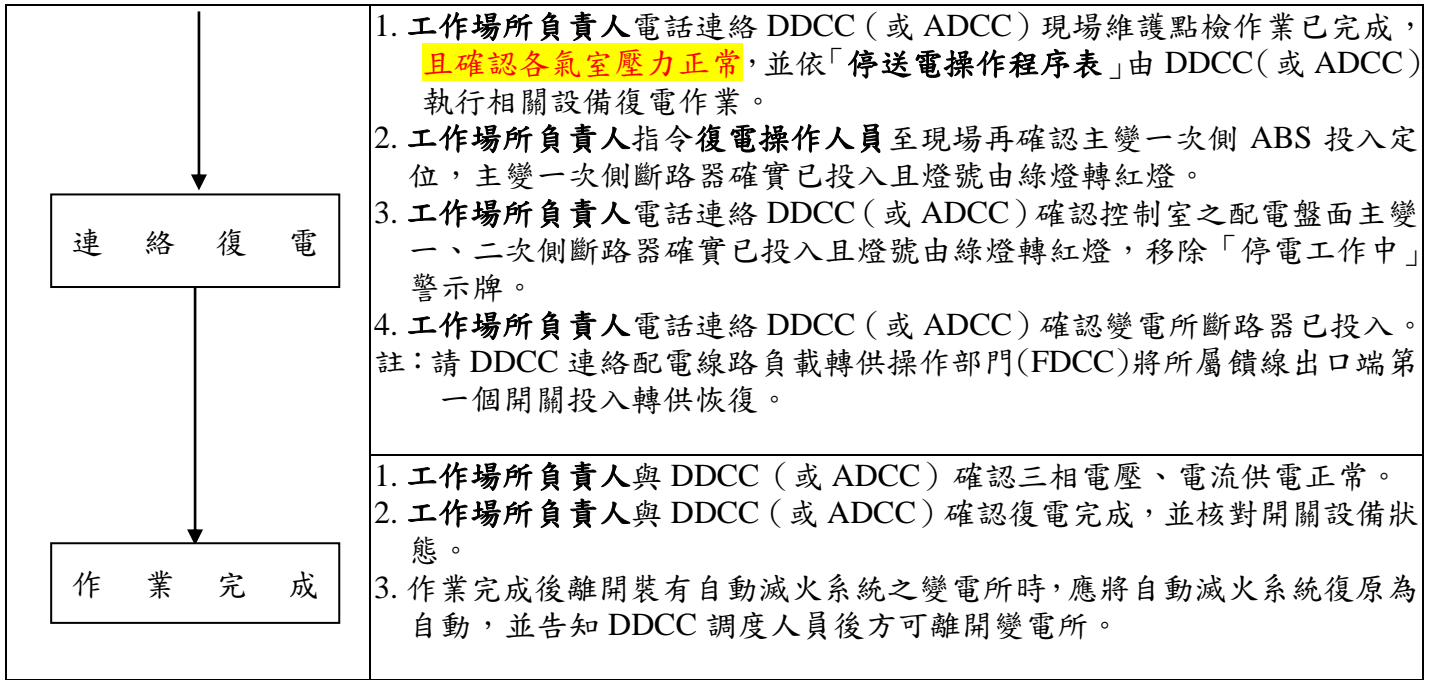 1. 工作場所負責人電話連絡 DDCC（或 ADCC）現場維護點檢作業已完成，
且確認各氣室壓力正常，並依「停送電操作程序表」由 DDCC（或 ADCC）
執行相關設備復電作業。
2. 工作場所負責人指令復電操作人員至現場再確認主變一次側 ABS 投入定
位，主變一次側斷路器確實已投入且燈號由綠燈轉紅燈。
3. 工作場所負責人電話連絡 DDCC（或 ADCC）確認控制室之配電盤面主變
一、二次側斷路器確實已投入且燈號由綠燈轉紅燈，移除「停電工作中」
警示牌。
4. 工作場所負責人電話連絡 DDCC（或 ADCC）確認變電所斷路器已投入。
註：請 DDCC 連絡配電線路負載轉供操作部門(FDCC)將所屬饋線出口端第
一個開關投入轉供恢復。
連 絡 復 電
1. 工作場所負責人與 DDCC（或 ADCC）確認三相電壓、電流供電正常。
2. 工作場所負責人與 DDCC（或 ADCC）確認復電完成，並核對開關設備狀
態。
3. 作業完成後離開裝有自動滅火系統之變電所時，應將自動滅火系統復原為
自動，並告知 DDCC 調度人員後方可離開變電所。
作 業 完 成